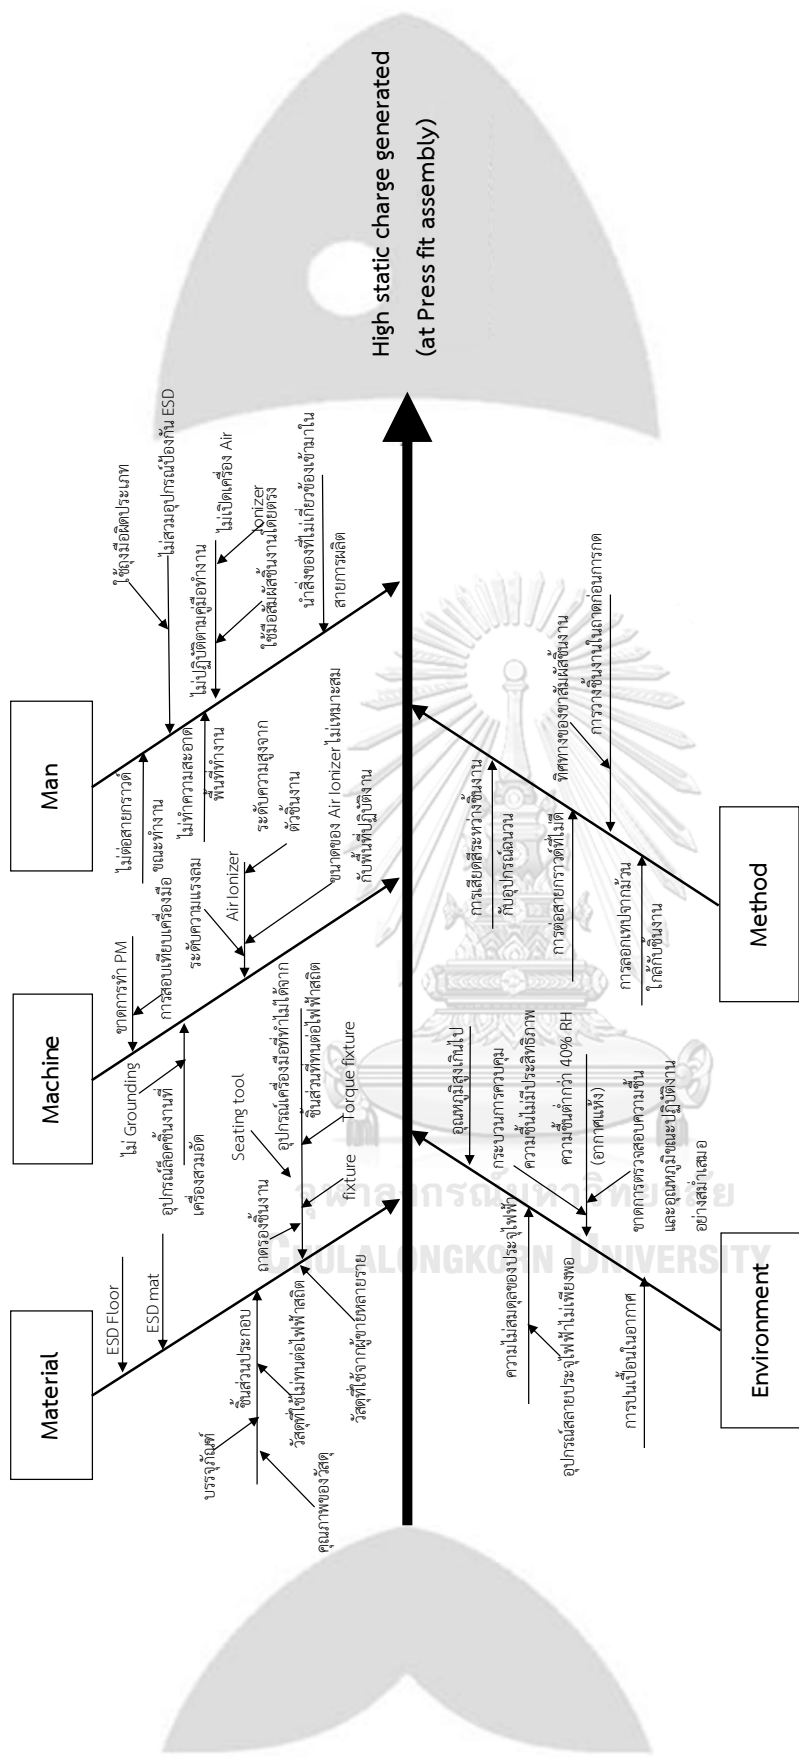 Material
Machine
Man
ESD Floor
ESD mat
บรรจุภัณฑ์
ชิ้นส่วนประกอบ
คุณภาพของวัสดุ
วัสดุที่ใช้ไม่ทนต่อไฟฟ้าสถิต
วัสดุที่ใช้จากผู้ขายหลายราย
ถาดรองชิ้นงาน
fixture
Seating tool
Torque fixture
อุปกรณ์เครื่องมือที่ทำไม่ได้จาก
ชิ้นส่วนที่ทนต่อไฟฟ้าสถิต
ไม่ Grounding
ขาดการทำ PM
การสอบเทียบเครื่องมือ
อุปกรณ์ล็อคชิ้นงานที่
เครื่องสวมอัด
ระดับความแรงลม
Air Ionizer
ระดับความสูงจาก
ตัวชิ้นงาน
ขนาดของ Air Ionizer ไม่เหมาะสม
กับพื้นที่ปฏิบัติงาน
ไม่ต่อสายกราวด์
ขณะทำงาน
ใช้ถุงมือผิดประเภท
ไม่สวมอุปกรณ์ป้องกัน ESD
ไม่ทำความสะอาด
พื้นที่ทำงาน
ไม่ปฏิบัติตามคู่มือทำงาน
ไม่เปิดเครื่อง Air
Ionizer
ใช้มือสัมผัสชิ้นงานโดยตรง
นำสิ่งของที่ไม่เกี่ยวข้องเข้ามาใน
สายการผลิต
High static charge generated
(at Press fit assembly)
อุณหภูมิสูงเกินไป
กระบวนการควบคุม
ความชื้นไม่มีประสิทธิภาพ
ความชื้นต่ำกว่า 40% RH
(อากาศแห้ง)
ขาดการตรวจสอบความชื้น
และอุณหภูมิขณะปฏิบัติงาน
อย่างสม่ำเสมอ
ความไม่สมดุลของประจุไฟฟ้า
อุปกรณ์สลายประจุไฟฟ้าไม่เพียงพอ
การปนเปื้อนในอากาศ
การเสียดสีระหว่างชิ้นงาน
กับอุปกรณ์ฉนวน
การต่อสายกราวด์ที่ไม่ดี
ทิศทางของขาสัมผัสชิ้นงาน
การวางชิ้นงานในถาดก่อนการกด
การลอกเทปจากม้วน
ใกล้กับชิ้นงาน
Environment
Method
จุฬาลงกรณ์มหาวิทยาลัย
CHULALONGKORN UNIVERSITY